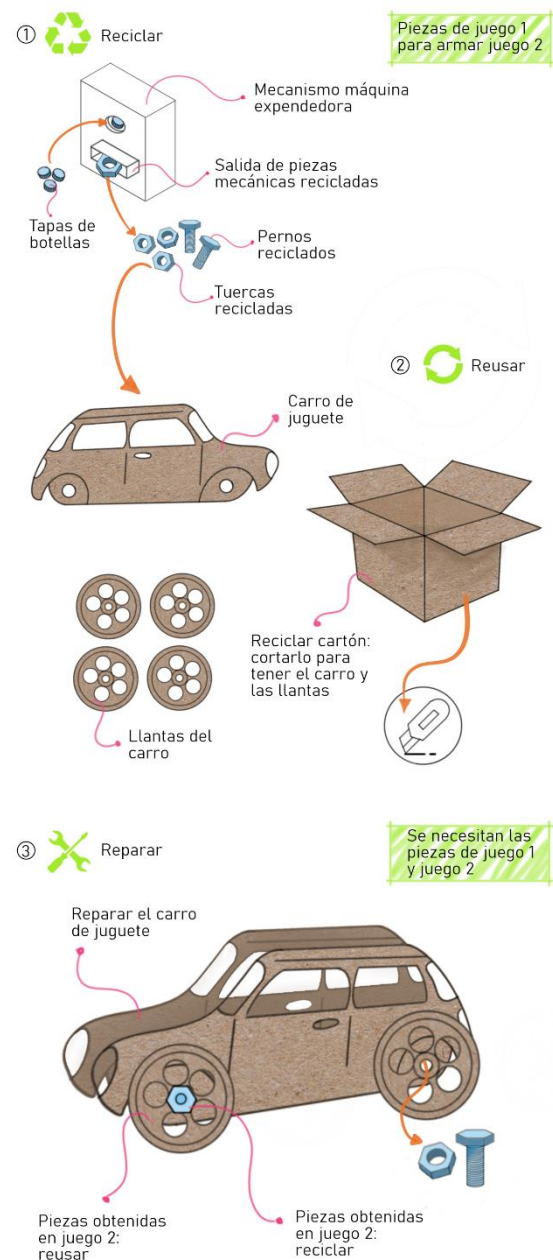 ① Reciclar
Piezas de juego 1
para armar juego 2
Mecanismo máquina
expendedora
Salida de piezas
mecánicas recicladas
Tapas de
botellas
Pernos
reciclados
Tuercas
recicladas
② Reusar
Carro de
juguete
Reciclar cartón:
cortarlo para
tener el carro y
las llantas
Llantas del
carro
③ Reparar
Se necesitan las
piezas de juego 1
y juego 2
Reparar el carro
de juguete
Piezas obtenidas
en juego 2:
reusar
Piezas obtenidas
en juego 2:
reciclar